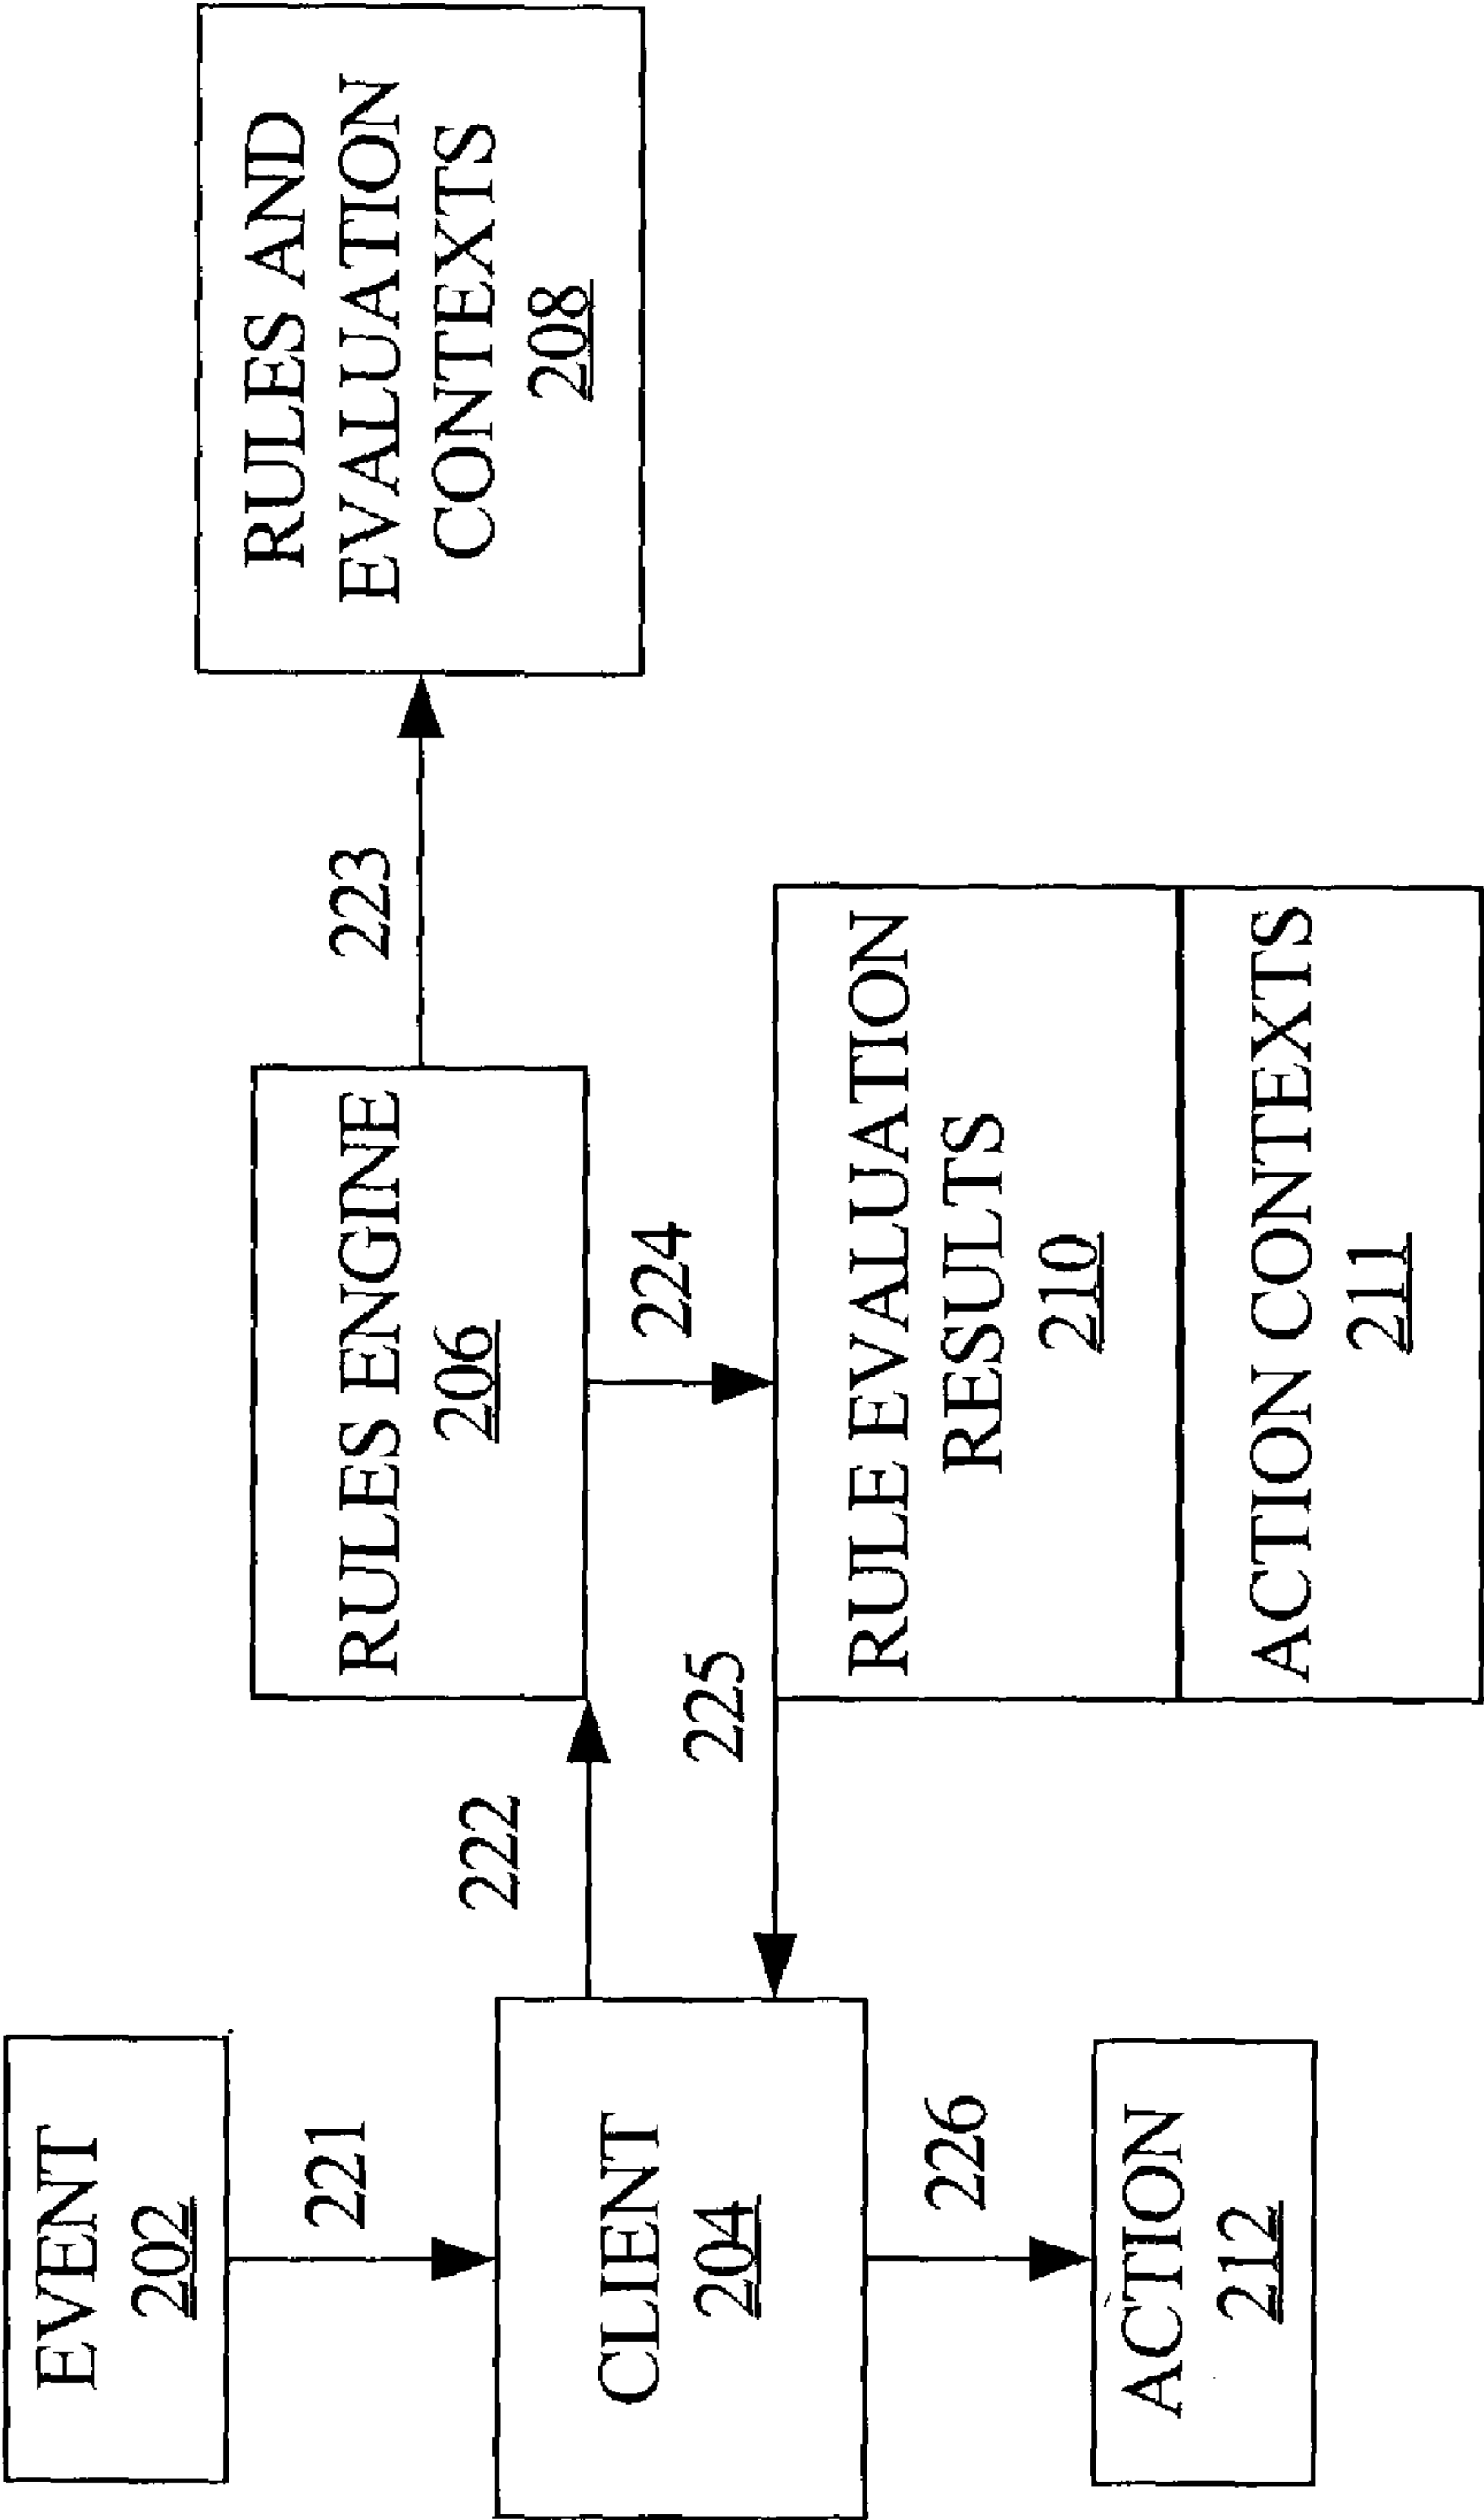 EVENT
202
221
CLIENT
204
226
ACTION
212
222
225
RULES ENGINE
206
224
223
RULES AND
EVALUATION
CONTEXTS
208
RULE EVALUATION
RESULTS
210
ACTION CONTEXTS
211